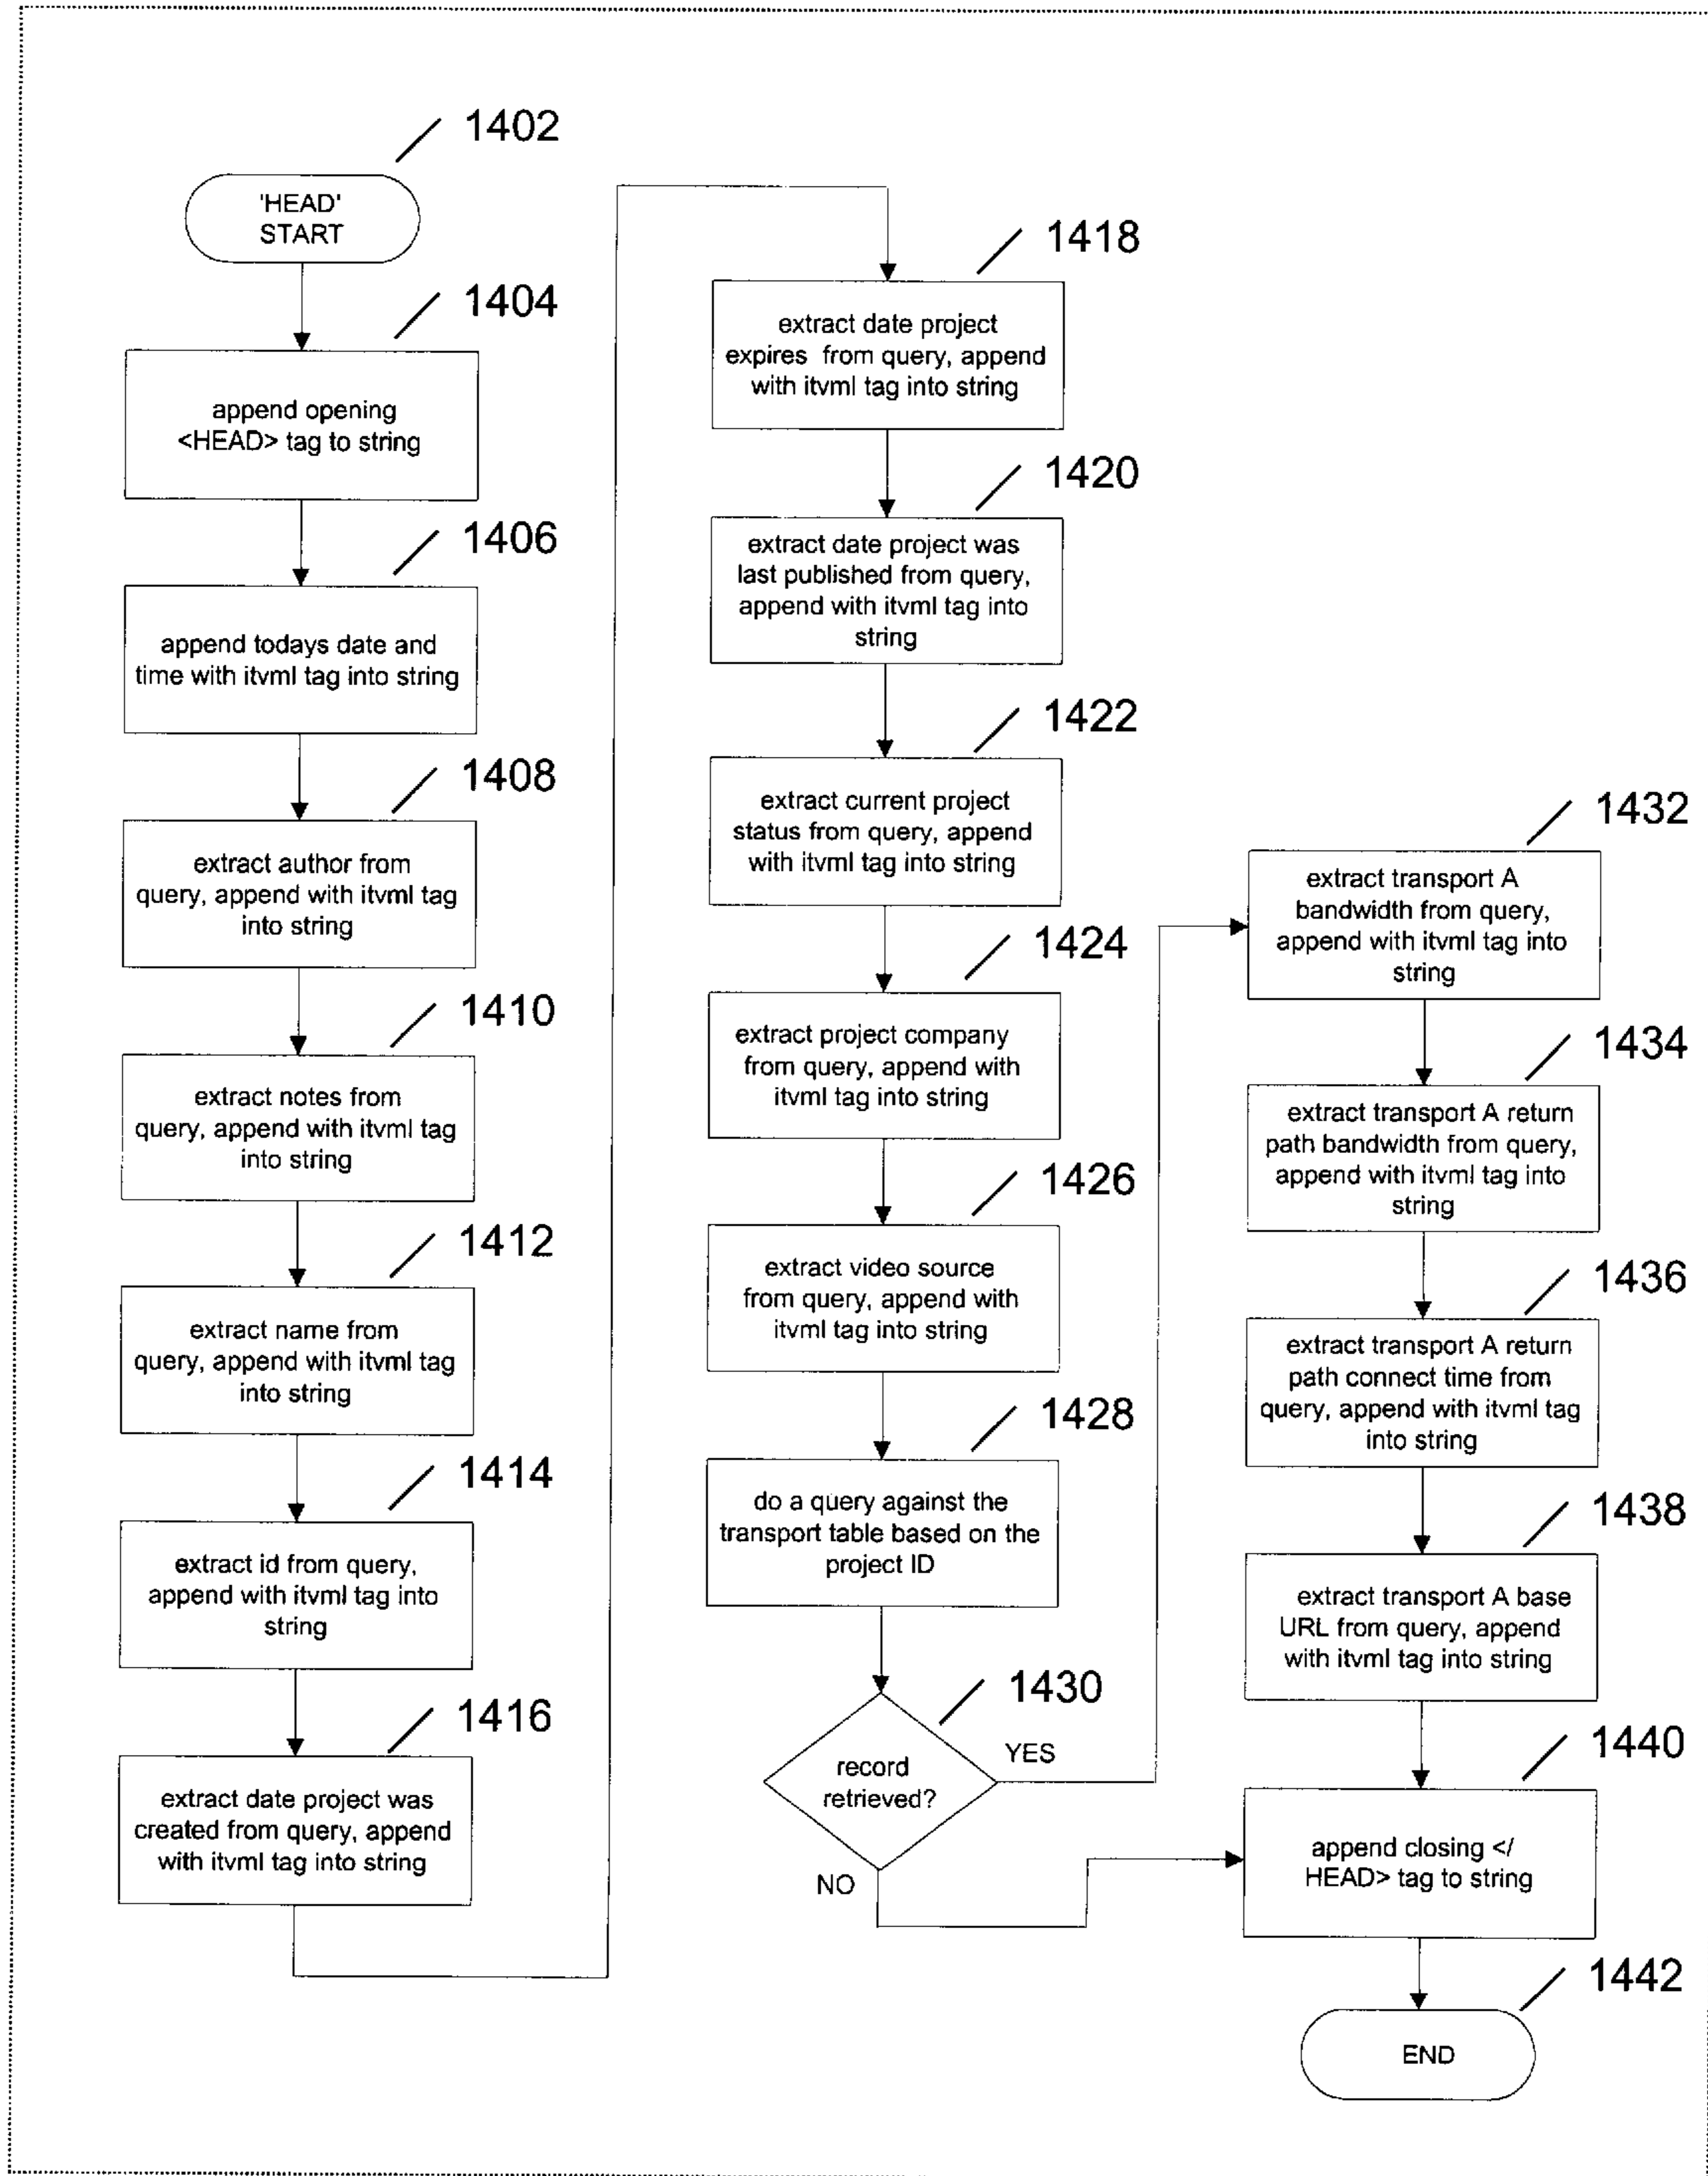 1402
'HEAD'
START
1404
append opening
<HEAD> tag to string
1406
append todays date and
time with itvml tag into string
1408
extract author from
query, append with itvml tag
into string
1410
extract notes from
query, append with itvml tag
into string
1412
extract name from
query, append with itvml tag
into string
1414
extract id from query,
append with itvml tag into
string
1416
extract date project was
created from query, append
with itvml tag into string
1418
extract date project
expires from query, append
with itvml tag into string
1420
extract date project was
last published from query,
append with itvml tag into
string
1422
extract current project
status from query, append
with itvml tag into string
1424
extract project company
from query, append with
itvml tag into string
1426
extract video source
from query, append with
itvml tag into string
1428
do a query against the
transport table based on the
project ID
1430
record
retrieved?
YES
NO
1432
extract transport A
bandwidth from query,
append with itvml tag into
string
1434
extract transport A return
path bandwidth from query,
append with itvml tag into
string
1436
extract transport A return
path connect time from
query, append with itvml tag
into string
1438
extract transport A base
URL from query, append
with itvml tag into string
1440
append closing </
HEAD> tag to string
1442
END